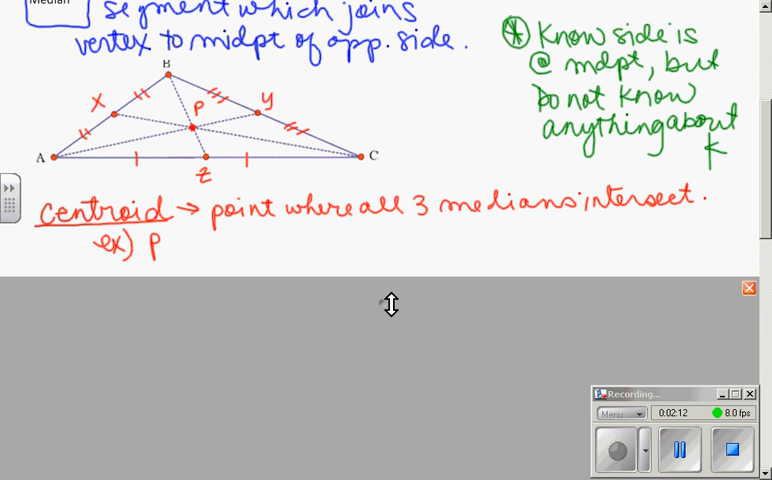 Median
segment which joins
vertex to midpt of opp. side.
* Know side is
@ mdpt, but
Do not know
anything about
B
X
P
Y
A
Z
C
centroid → point where all 3 medians intersect.
ex) P
Recording...
Menu
0:02:12
8.0 fps